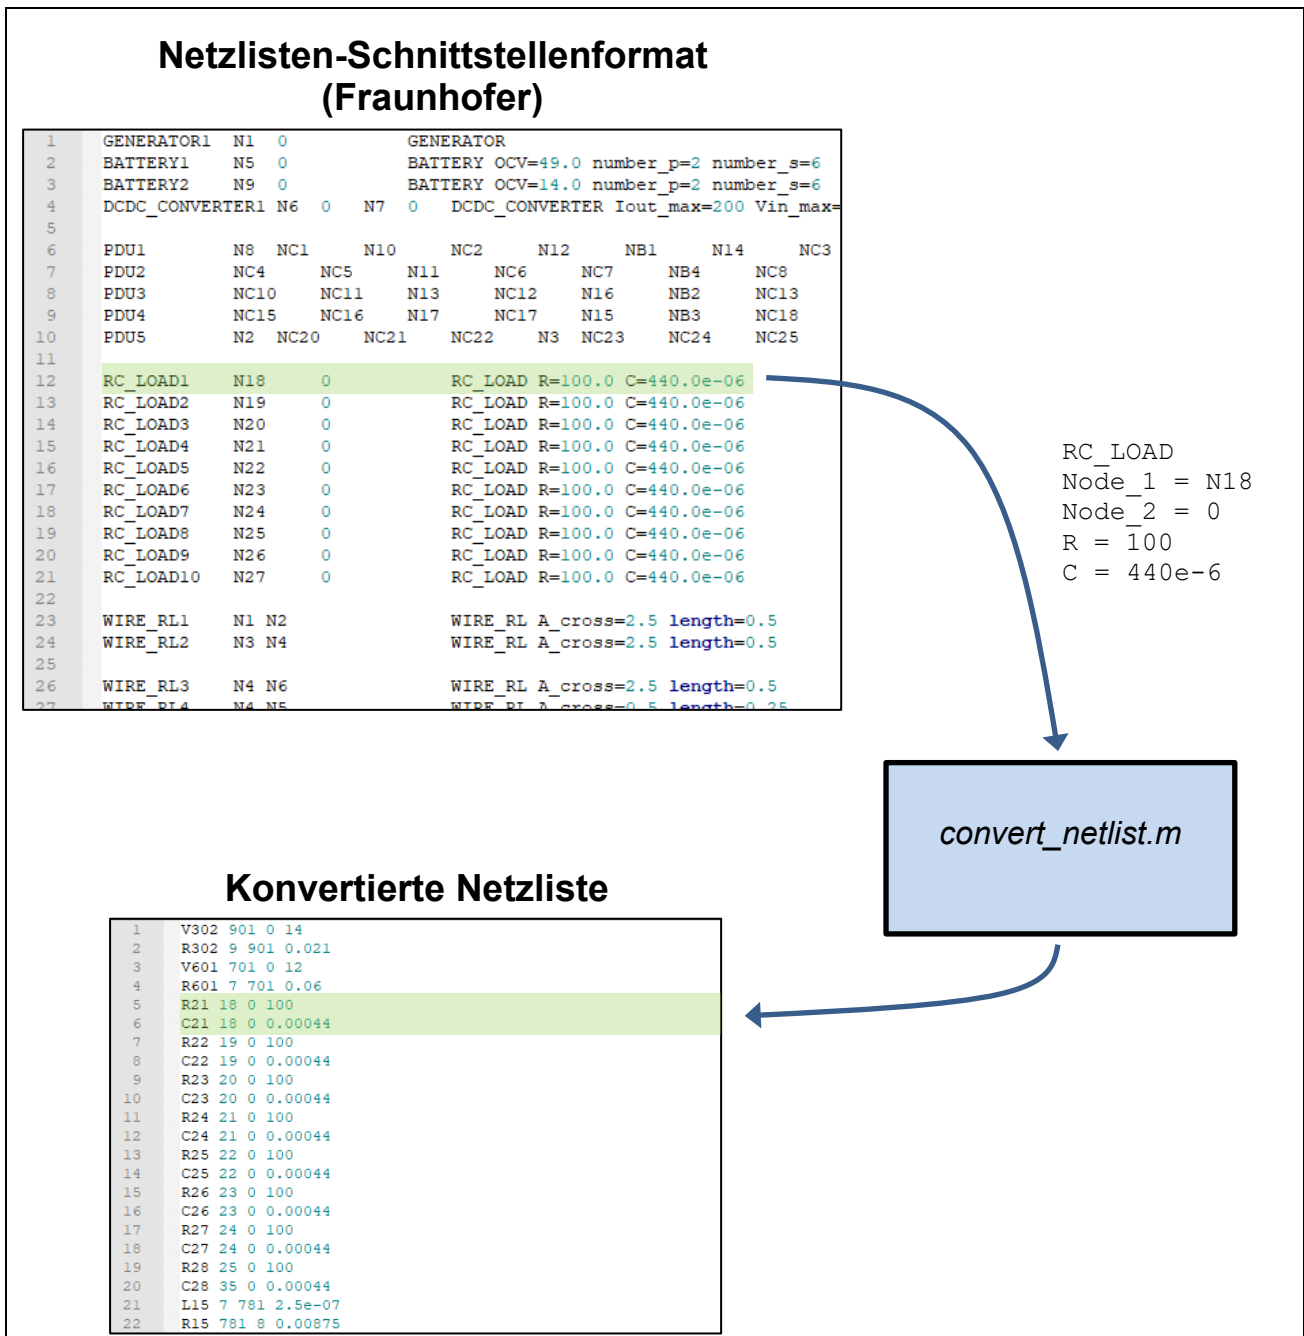 Netzlisten-Schnittstellenformat
(Fraunhofer)
1 GENERATOR1 N1 0 GENERATOR
2 BATTERY1 N5 0 BATTERY OCV=49.0 number_p=2 number_s=6
3 BATTERY2 N9 0 BATTERY OCV=14.0 number_p=2 number_s=6
4 DCDC_CONVERTER1 N6 0 N7 0 DCDC_CONVERTER Iout_max=200 Vin_max=
5
6 PDU1 N8 NC1 N10 NC2 N12 NB1 N14 NC3
7 PDU2 NC4 NC5 N11 NC6 NC7 NB4 NC8
8 PDU3 NC10 NC11 N13 NC12 N16 NB2 NC13
9 PDU4 NC15 NC16 N17 NC17 N15 NB3 NC18
10 PDU5 N2 NC20 NC21 NC22 N3 NC23 NC24 NC25
11
12 RC_LOAD1 N18 0 RC_LOAD R=100.0 C=440.0e-06
13 RC_LOAD2 N19 0 RC_LOAD R=100.0 C=440.0e-06
14 RC_LOAD3 N20 0 RC_LOAD R=100.0 C=440.0e-06
15 RC_LOAD4 N21 0 RC_LOAD R=100.0 C=440.0e-06
16 RC_LOAD5 N22 0 RC_LOAD R=100.0 C=440.0e-06
17 RC_LOAD6 N23 0 RC_LOAD R=100.0 C=440.0e-06
18 RC_LOAD7 N24 0 RC_LOAD R=100.0 C=440.0e-06
19 RC_LOAD8 N25 0 RC_LOAD R=100.0 C=440.0e-06
20 RC_LOAD9 N26 0 RC_LOAD R=100.0 C=440.0e-06
21 RC_LOAD10 N27 0 RC_LOAD R=100.0 C=440.0e-06
22
23 WIRE_RL1 N1 N2 WIRE_RL A_cross=2.5 length=0.5
24 WIRE_RL2 N3 N4 WIRE_RL A_cross=2.5 length=0.5
25
26 WIRE_RL3 N4 N6 WIRE_RL A_cross=2.5 length=0.5
27 WIRE_RL4 N4 N5 WIRE_RL A_cross=0.5 length=0.25
RC_LOAD
Node_1 = N18
Node_2 = 0
R = 100
C = 440e-6
convert_netlist.m
Konvertierte Netzliste
1 V302 901 0 14
2 R302 9 901 0.021
3 V601 701 0 12
4 R601 7 701 0.06
5 R21 18 0 100
6 C21 18 0 0.00044
7 R22 19 0 100
8 C22 19 0 0.00044
9 R23 20 0 100
10 C23 20 0 0.00044
11 R24 21 0 100
12 C24 21 0 0.00044
13 R25 22 0 100
14 C25 22 0 0.00044
15 R26 23 0 100
16 C26 23 0 0.00044
17 R27 24 0 100
18 C27 24 0 0.00044
19 R28 25 0 100
20 C28 35 0 0.00044
21 L15 7 781 2.5e-07
22 R15 781 8 0.00875